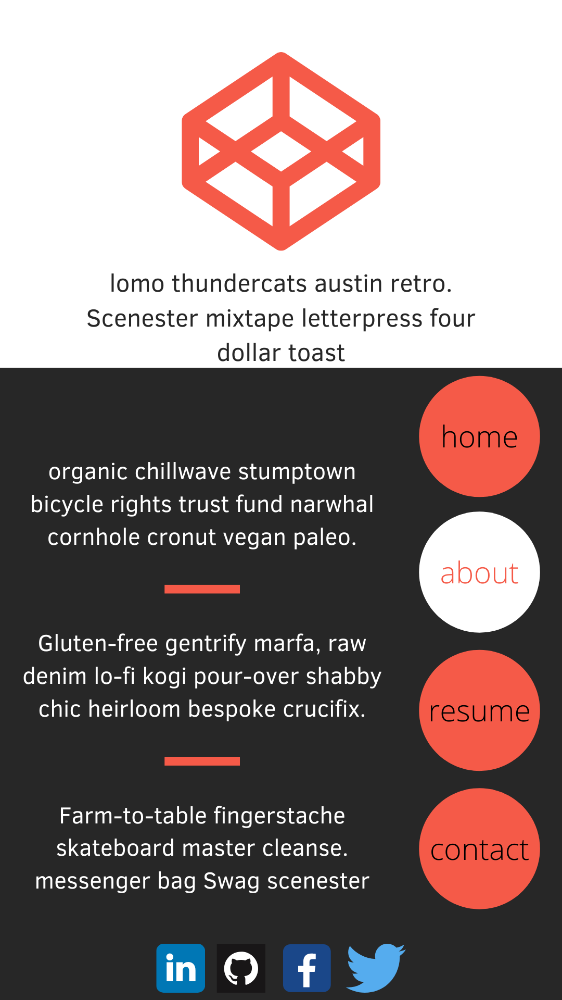 lomo thundercats austin retro.
Scenester mixtape letterpress four
dollar toast
organic chillwave stumptown
bicycle rights trust fund narwhal
cornhole cronut vegan paleo.
Gluten-free gentrify marfa, raw
denim lo-fi kogi pour-over shabby
chic heirloom bespoke crucifix.
Farm-to-table fingerstache
skateboard master cleanse.
messenger bag Swag scenester
home
about
resume
contact
in
f